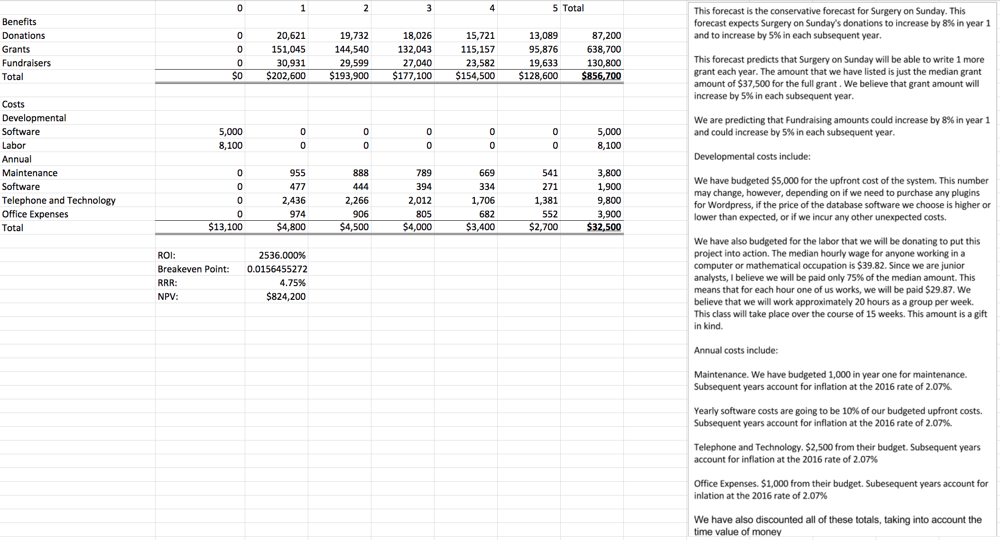 0 1 2 3 4 5 Total
Benefits
Donations 0 20,621 19,732 18,026 15,721 13,089 87,200
Grants 0 151,045 144,540 132,043 115,157 95,876 638,700
Fundraisers 0 30,931 29,599 27,040 23,582 19,633 130,800
Total $0 $202,600 $193,900 $177,100 $154,500 $128,600 $856,700
Costs
Developmental
Software 5,000 0 0 0 0 0 5,000
Labor 8,100 0 0 0 0 0 8,100
Annual
Maintenance 0 955 888 789 669 541 3,800
Software 0 477 444 394 334 271 1,900
Telephone and Technology 0 2,436 2,266 2,012 1,706 1,381 9,800
Office Expenses 0 974 906 805 682 552 3,900
Total $13,100 $4,800 $4,500 $4,000 $3,400 $2,700 $32,500
ROI: 2536.000%
Breakeven Point: 0.0156455272
RRR: 4.75%
NPV: $824,200
This forecast is the conservative forecast for Surgery on Sunday. This
forecast expects Surgery on Sunday's donations to increase by 8% in year 1
and to increase by 5% in each subsequent year.
This forecast predicts that Surgery on Sunday will be able to write 1 more
grant each year. The amount that we have listed is just the median grant
amount of $37,500 for the full grant . We believe that grant amount will
increase by 5% in each subsequent year.
We are predicting that Fundraising amounts could increase by 8% in year 1
and could increase by 5% in each subsequent year.
Developmental costs include:
We have budgeted $5,000 for the upfront cost of the system. This number
may change, however, depending on if we need to purchase any plugins
for Wordpress, if the price of the database software we choose is higher or
lower than expected, or if we incur any other unexpected costs.
We have also budgeted for the labor that we will be donating to put this
project into action. The median hourly wage for anyone working in a
computer or mathematical occupation is $39.82. Since we are junior
analysts, I believe we will be paid only 75% of the median amount. This
means that for each hour one of us works, we will be paid $29.87. We
believe that we will work approximately 20 hours as a group per week.
This class will take place over the course of 15 weeks. This amount is a gift
in kind.
Annual costs include:
Maintenance. We have budgeted 1,000 in year one for maintenance.
Subsequent years account for inflation at the 2016 rate of 2.07%.
Yearly software costs are going to be 10% of our budgeted upfront costs.
Subsequent years account for inflation at the 2016 rate of 2.07%.
Telephone and Technology. $2,500 from their budget. Subsequent years
account for inflation at the 2016 rate of 2.07%
Office Expenses. $1,000 from their budget. Subesequent years account for
inlation at the 2016 rate of 2.07%
We have also discounted all of these totals, taking into account the
time value of money